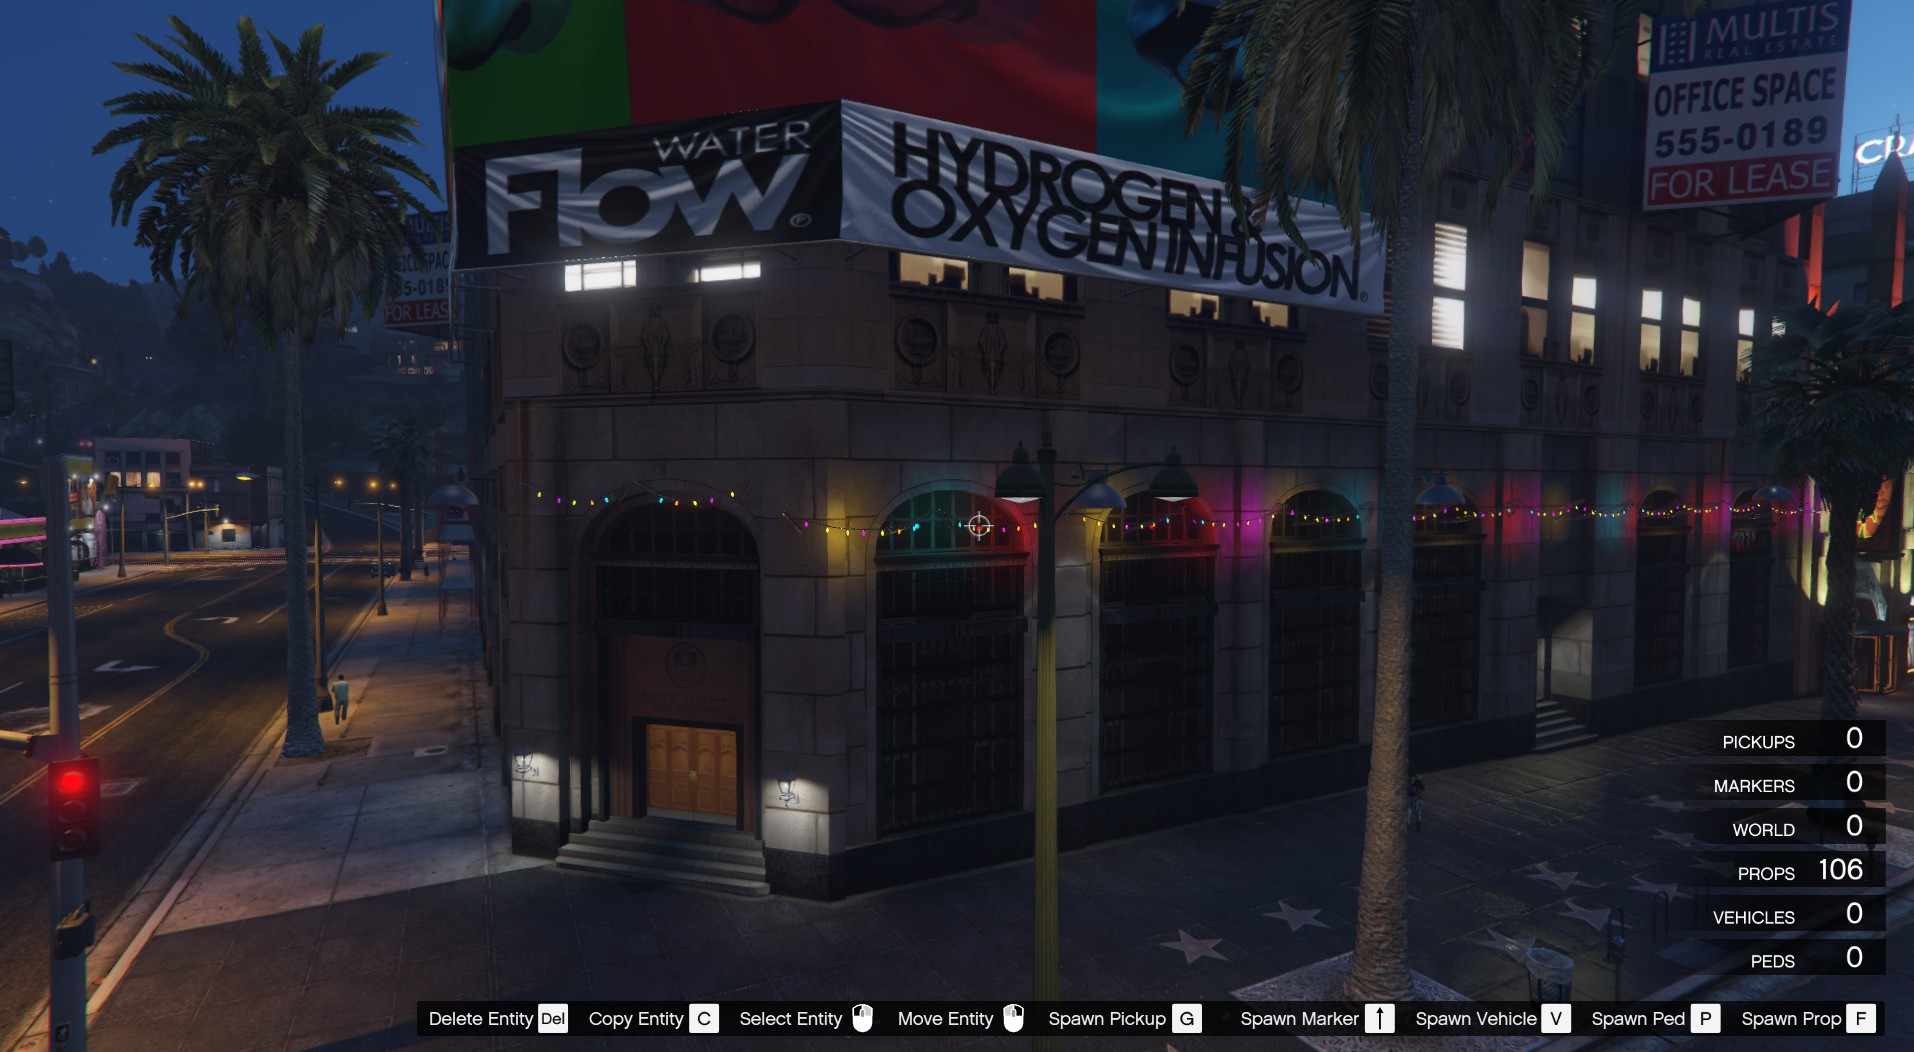 MULTIS
REAL ESTATE
OFFICE SPACE
555-0189
FOR LEASE
WATER
Flow
HYDROGEN &
OXYGEN INFUSION
FOR LEASE
PICKUPS 0
MARKERS 0
WORLD 0
PROPS 106
VEHICLES 0
PEDS 0
Delete Entity Del Copy Entity C Select Entity Move Entity Spawn Pickup G Spawn Marker Spawn Vehicle V Spawn Ped P Spawn Prop F